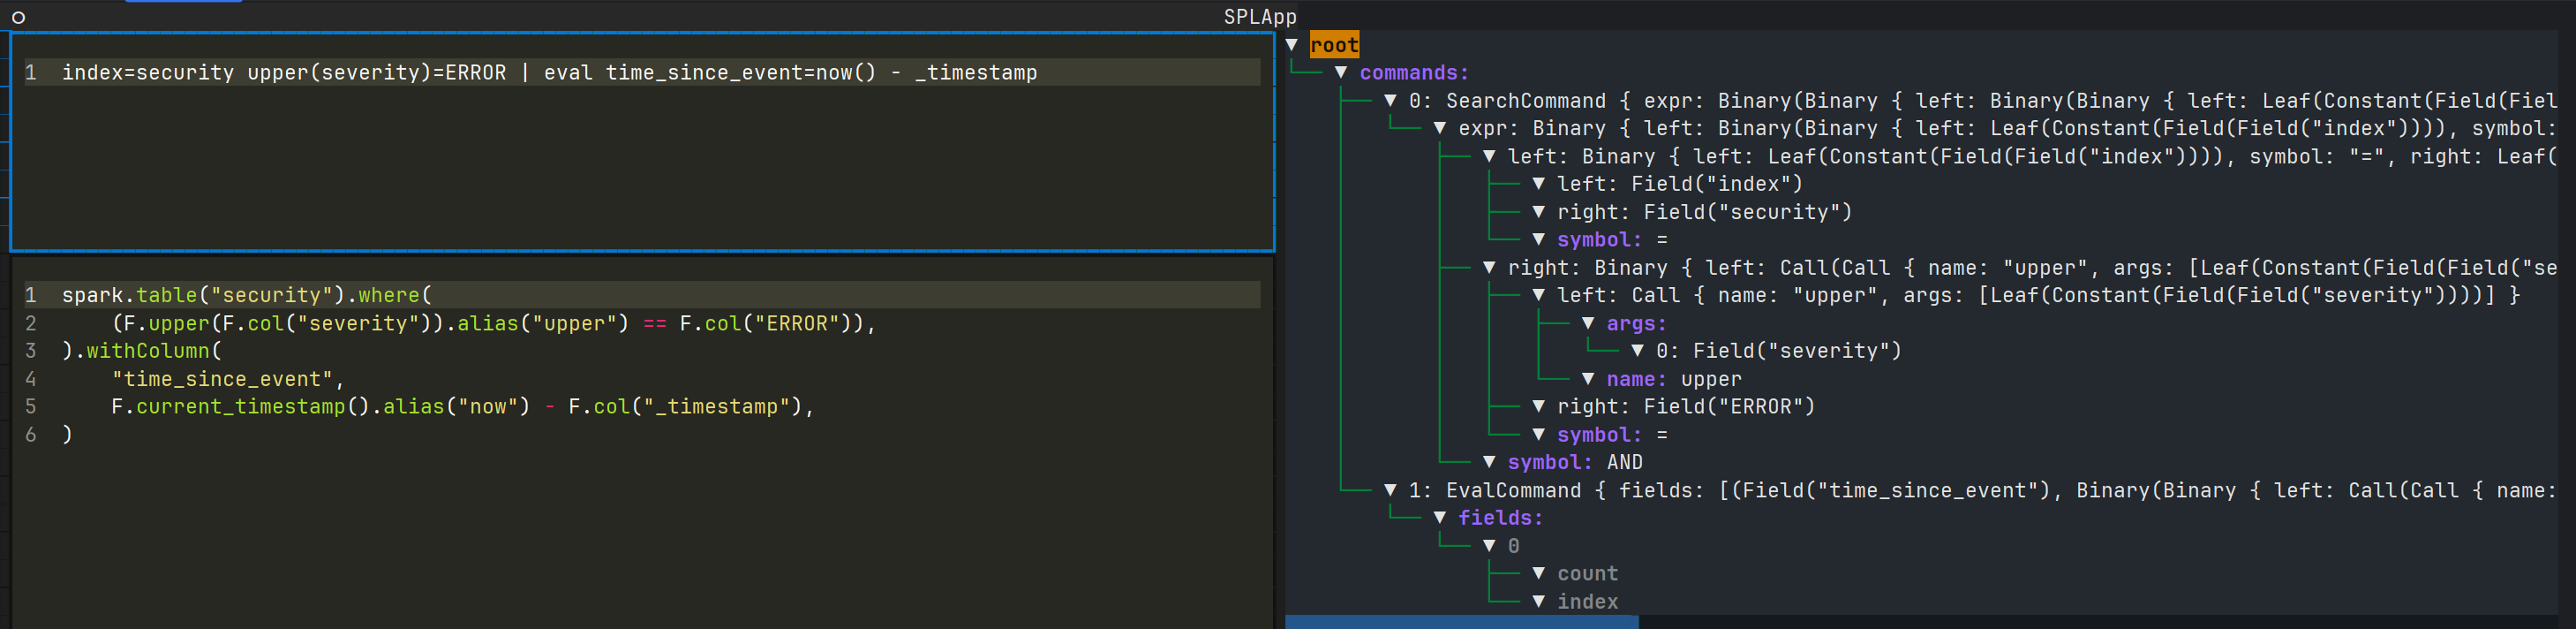 SPLApp
1 index=security upper(severity)=ERROR | eval time_since_event=now() - _timestamp
1 spark.table("security").where(
2     (F.upper(F.col("severity")).alias("upper") == F.col("ERROR")),
3 ).withColumn(
4     "time_since_event",
5     F.current_timestamp().alias("now") - F.col("_timestamp"),
6 )
▼ root
▼ commands:
▼ 0: SearchCommand { expr: Binary(Binary { left: Binary(Binary { left: Leaf(Constant(Field(Fiel
▼ expr: Binary { left: Binary(Binary { left: Leaf(Constant(Field(Field("index")))), symbol:
▼ left: Binary { left: Leaf(Constant(Field(Field("index")))), symbol: "=", right: Leaf(
▼ left: Field("index")
▼ right: Field("security")
▼ symbol: =
▼ right: Binary { left: Call(Call { name: "upper", args: [Leaf(Constant(Field(Field("se
▼ left: Call { name: "upper", args: [Leaf(Constant(Field(Field("severity"))))] }
▼ args:
▼ 0: Field("severity")
▼ name: upper
▼ right: Field("ERROR")
▼ symbol: =
▼ symbol: AND
▼ 1: EvalCommand { fields: [(Field("time_since_event"), Binary(Binary { left: Call(Call { name:
▼ fields:
▼ 0
▼ count
▼ index